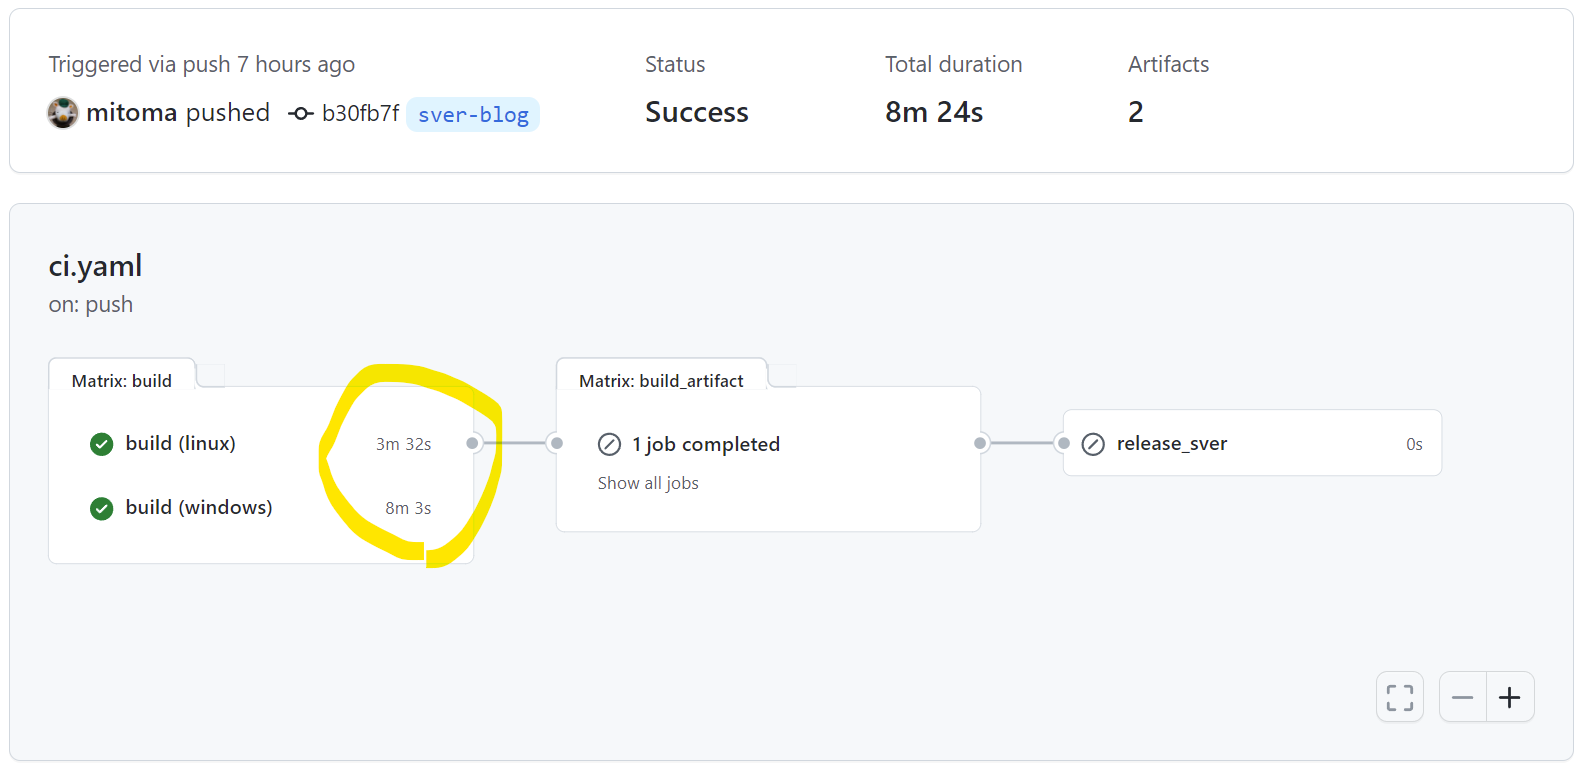 Triggered via push 7 hours ago
mitoma pushed b30fb7f sver-blog
Status
Success
Total duration
8m 24s
Artifacts
2
ci.yaml
on: push
Matrix: build
build (linux) 3m 32s
build (windows) 8m 3s
Matrix: build_artifact
1 job completed
Show all jobs
release_sver 0s